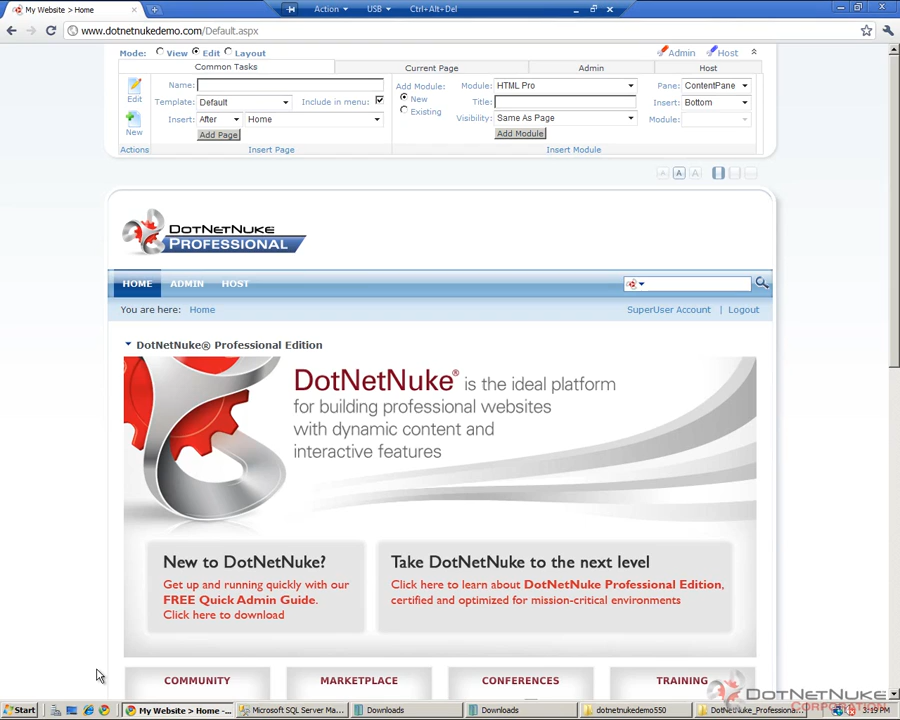 My Website > Home
Action USB Ctrl+Alt+Del
www.dotnetnukedemo.com/Default.aspx
Mode: View Edit Layout Admin Host
Common Tasks Current Page Admin Host
Edit
New
Actions
Name:
Template: Default Include in menu:
Insert: After Home
Add Page
Insert Page
Add Module: Module: HTML Pro Pane: ContentPane
New Title: Insert: Bottom
Existing Visibility: Same As Page Module:
Add Module
Insert Module
A A A
DOTNETNUKE
PROFESSIONAL
HOME ADMIN HOST
You are here: Home SuperUser Account | Logout
DotNetNuke® Professional Edition
DotNetNuke® is the ideal platform
for building professional websites
with dynamic content and
interactive features
New to DotNetNuke?
Get up and running quickly with our
FREE Quick Admin Guide.
Click here to download
Take DotNetNuke to the next level
Click here to learn about DotNetNuke Professional Edition,
certified and optimized for mission-critical environments
COMMUNITY MARKETPLACE CONFERENCES TRAINING
DOTNETNUKE
CORPORATION
Start My Website > Home - ... Microsoft SQL Server Ma... Downloads Downloads dotnetnukedemo550 DotNetNuke_Professiona... 3:19 PM